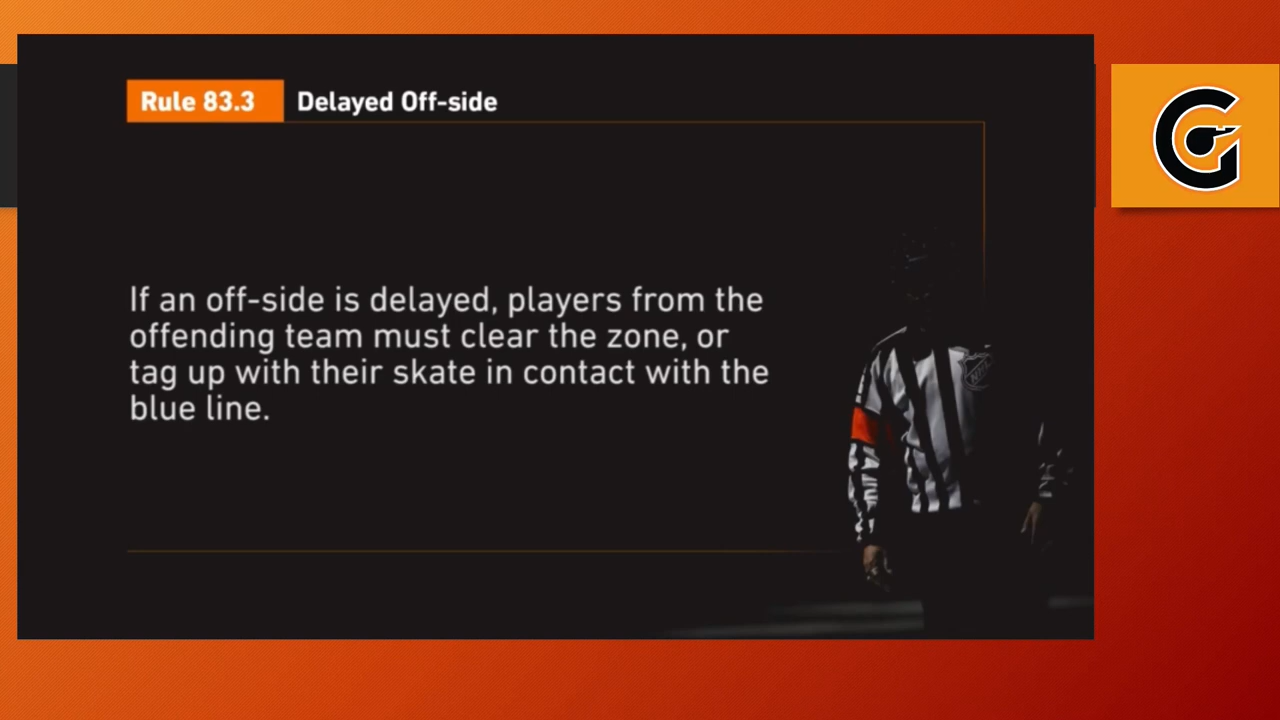 Rule 83.3 Delayed Off-side
If an off-side is delayed, players from the
offending team must clear the zone, or
tag up with their skate in contact with the
blue line.
NHL
G